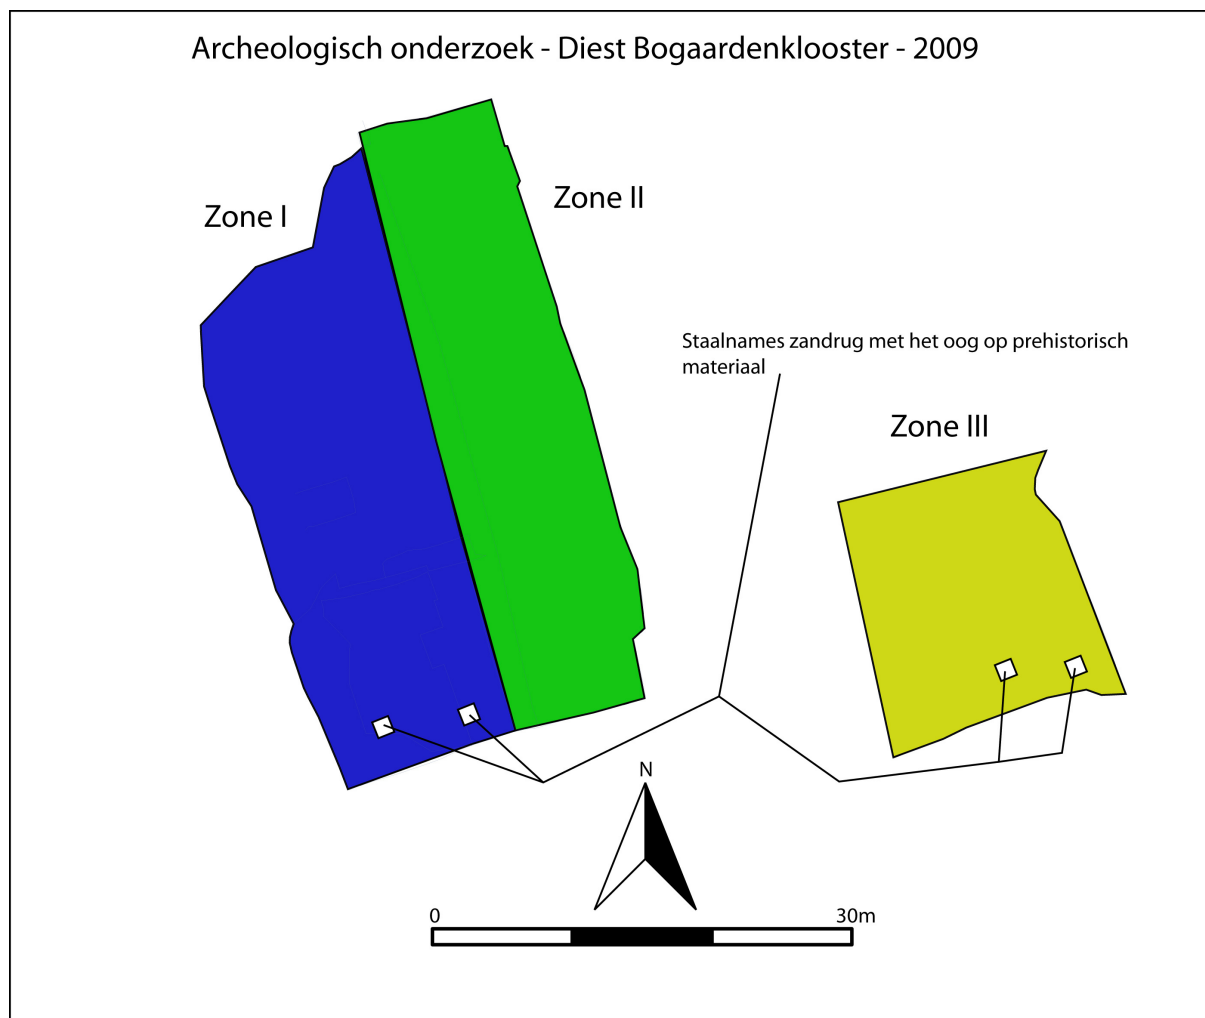 Archeologisch onderzoek - Diest Bogaardenklooster - 2009
Zone I
Zone II
Staalnames zandrug met het oog op prehistorisch
materiaal
Zone III
N
0
30m